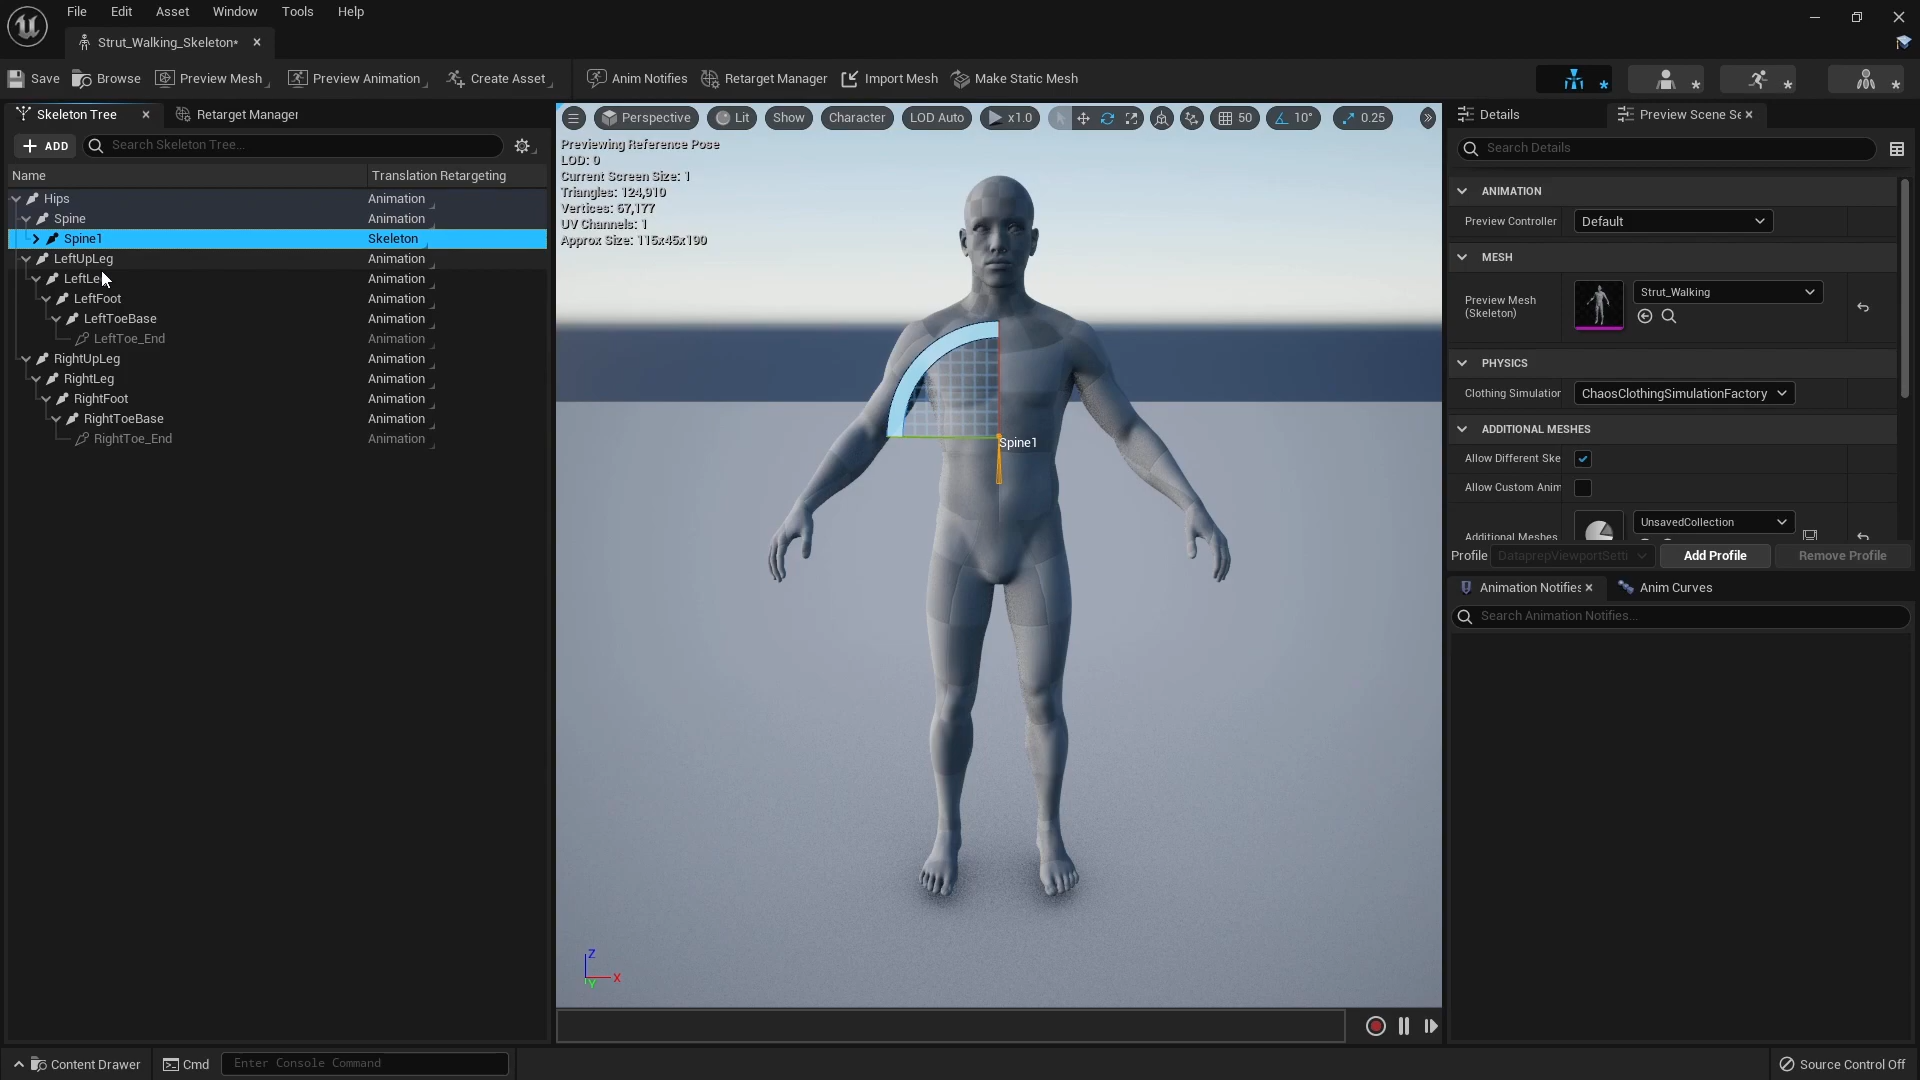 File Edit Asset Window Tools Help
Strut_Walking_Skeleton*
Save Browse Preview Mesh Preview Animation Create Asset Anim Notifies Retarget Manager Import Mesh Make Static Mesh
Skeleton Tree Retarget Manager
ADD Search Skeleton Tree...
Name Translation Retargeting
Hips Animation
Spine Animation
Spine1 Skeleton
LeftUpLeg Animation
LeftLe Animation
LeftFoot Animation
LeftToeBase Animation
LeftToe_End Animation
RightUpLeg Animation
RightLeg Animation
RightFoot Animation
RightToeBase Animation
RightToe_End Animation
Perspective Lit Show Character LOD Auto x1.0 50 10° 0.25
Previewing Reference Pose
LOD: 0
Current Screen Size: 1
Triangles: 124,910
Vertices: 67,177
UV Channels: 1
Approx Size: 115x45x190
Spine1
Z
X
Y
Details Preview Scene Se
Search Details
ANIMATION
Preview Controller Default
MESH
Preview Mesh
(Skeleton)
Strut_Walking
PHYSICS
Clothing Simulation ChaosClothingSimulationFactory
ADDITIONAL MESHES
Allow Different Ske
Allow Custom Anim
Additional Meshes UnsavedCollection
Profile DataprepViewportSetti Add Profile Remove Profile
Animation Notifies Anim Curves
Search Animation Notifies...
Content Drawer Cmd Enter Console Command Source Control Off